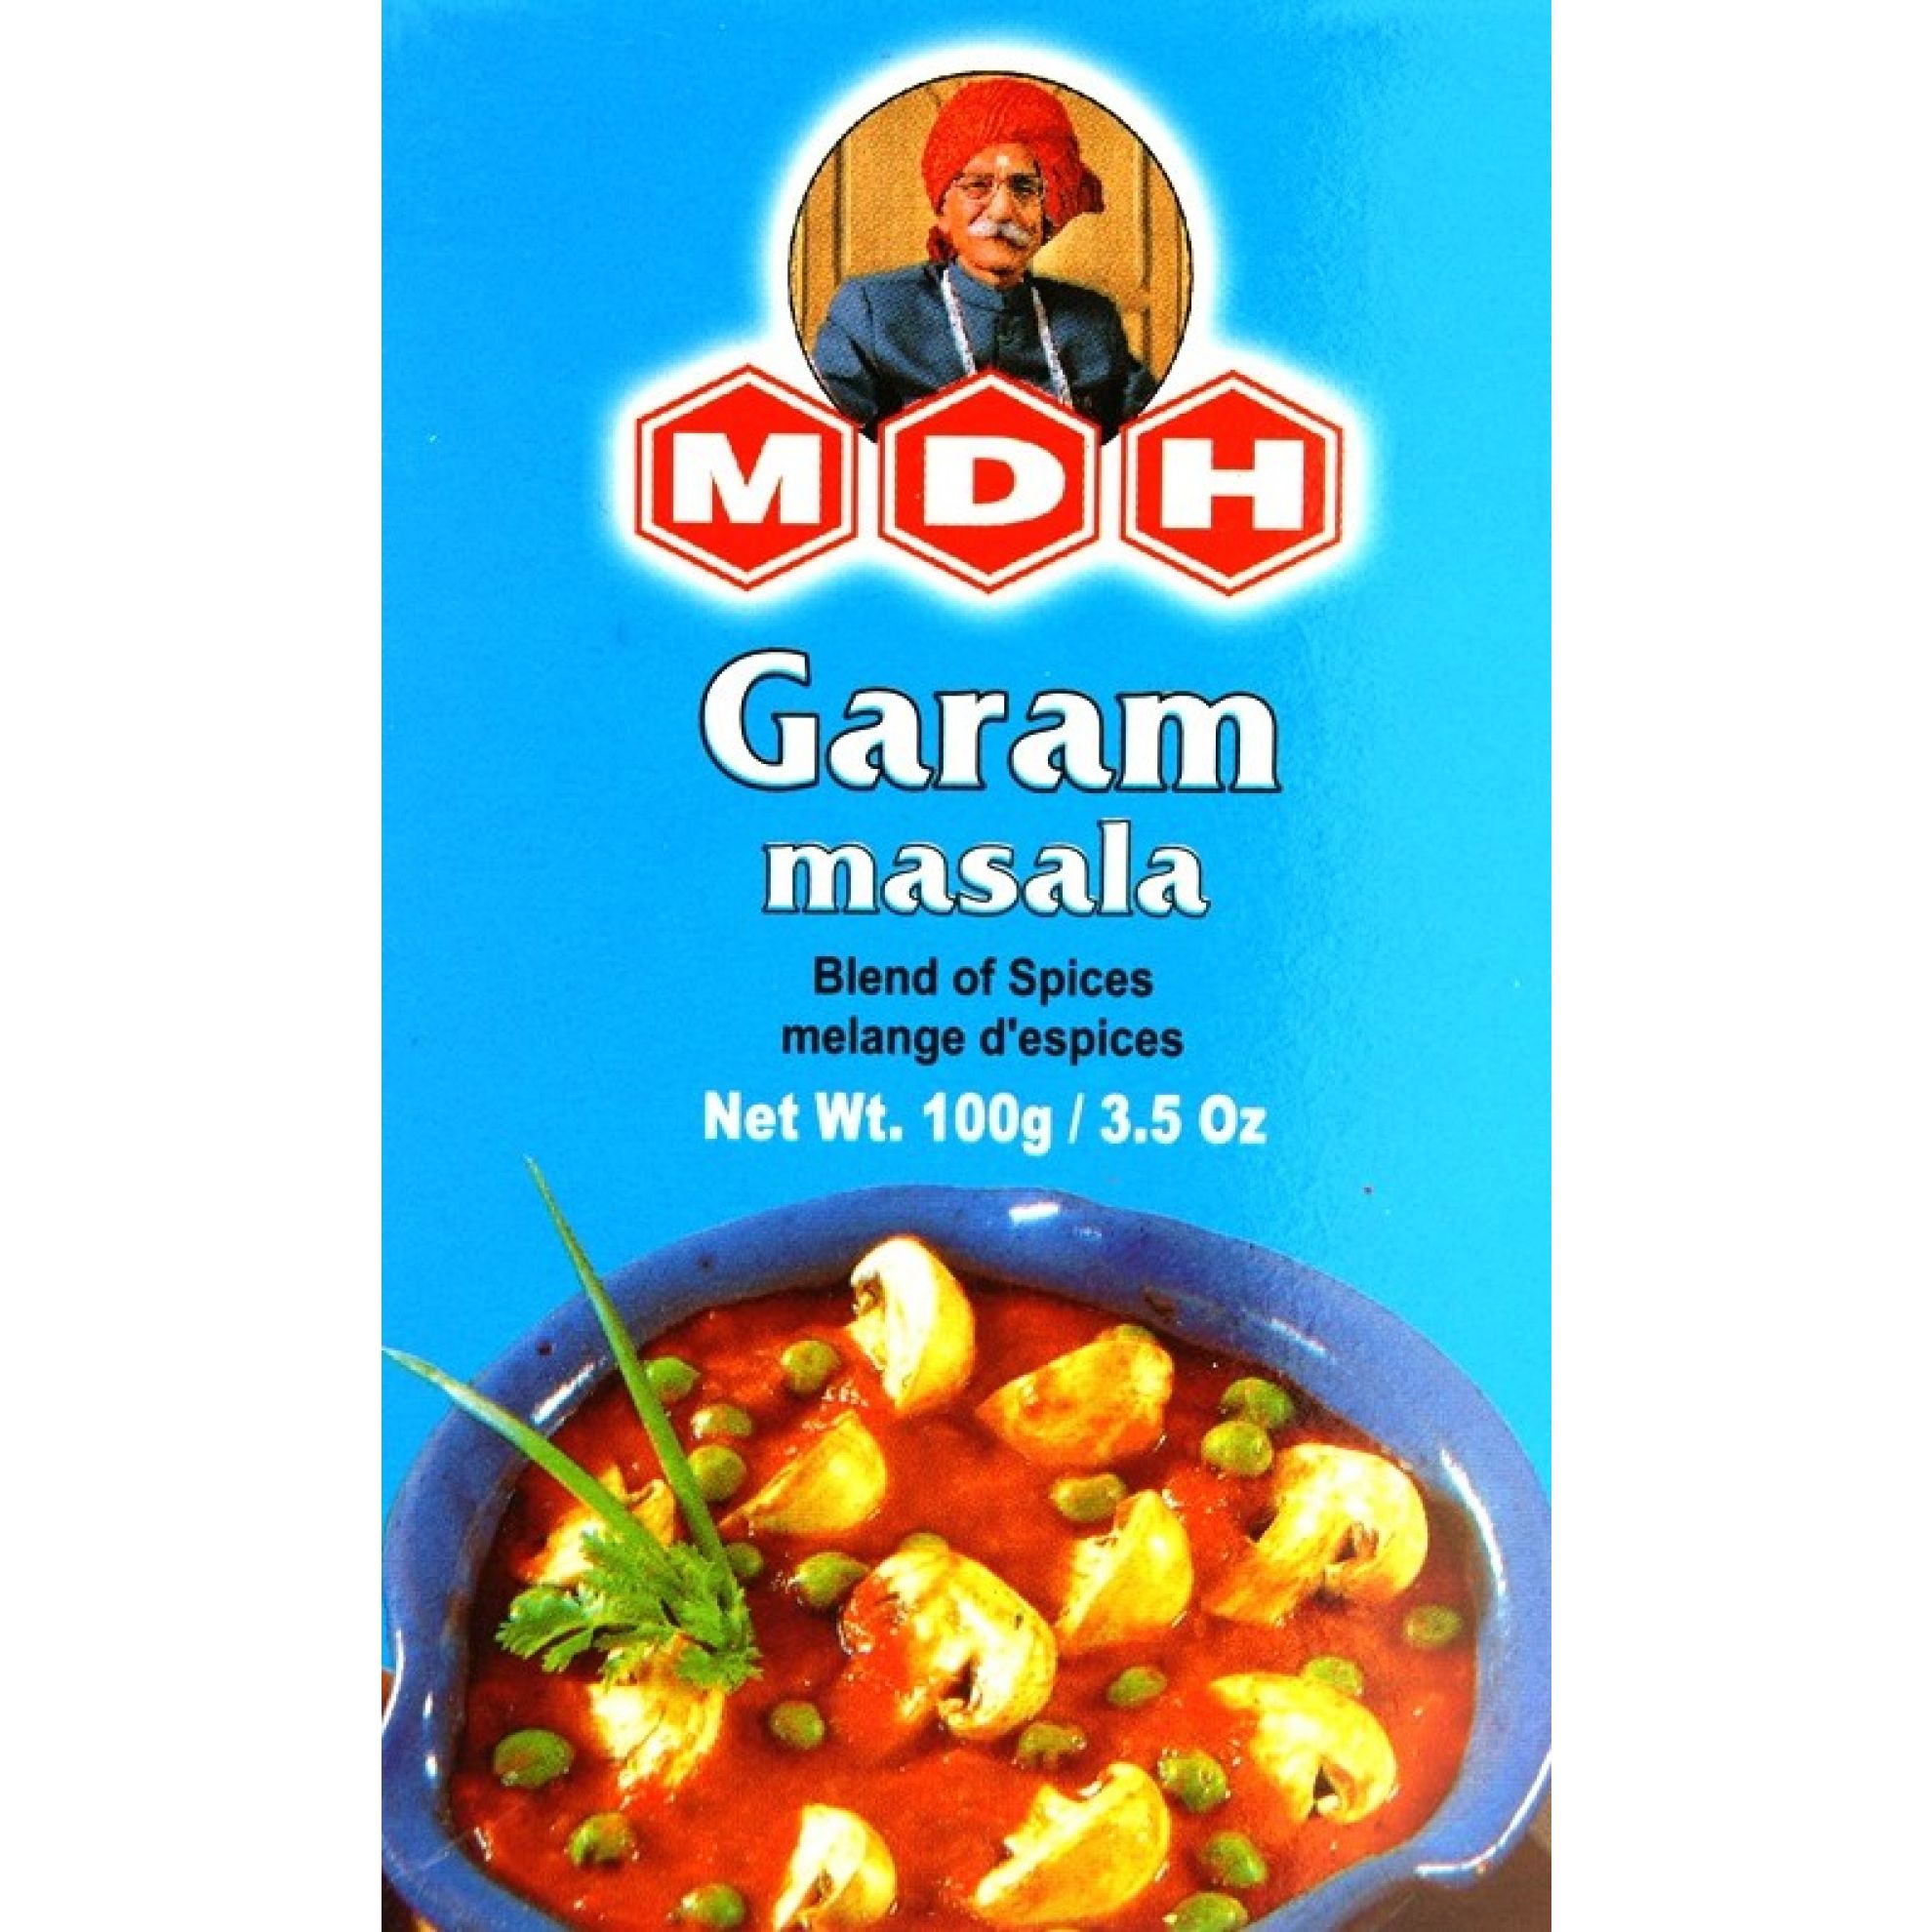 MDH
Garam
masala
Blend of Spices
melange d'espices
Net Wt. 100g / 3.5 Oz